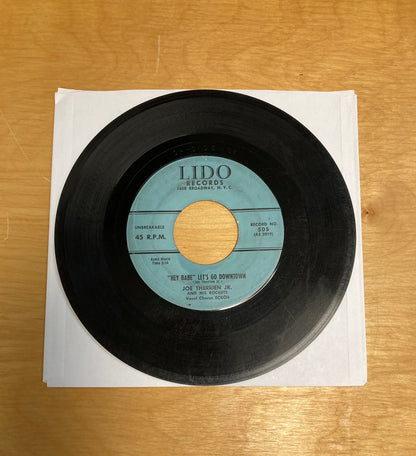 LIDO
RECORDS
1650 BROADWAY, N.Y.C.
UNBREAKABLE
45 R.P.M.
RECORD NO.
505
"HEY BABE" LET'S GO DOWNTOWN
JOE THERRIEN JR.
AND HIS ROCKETS
Vocal Chorus